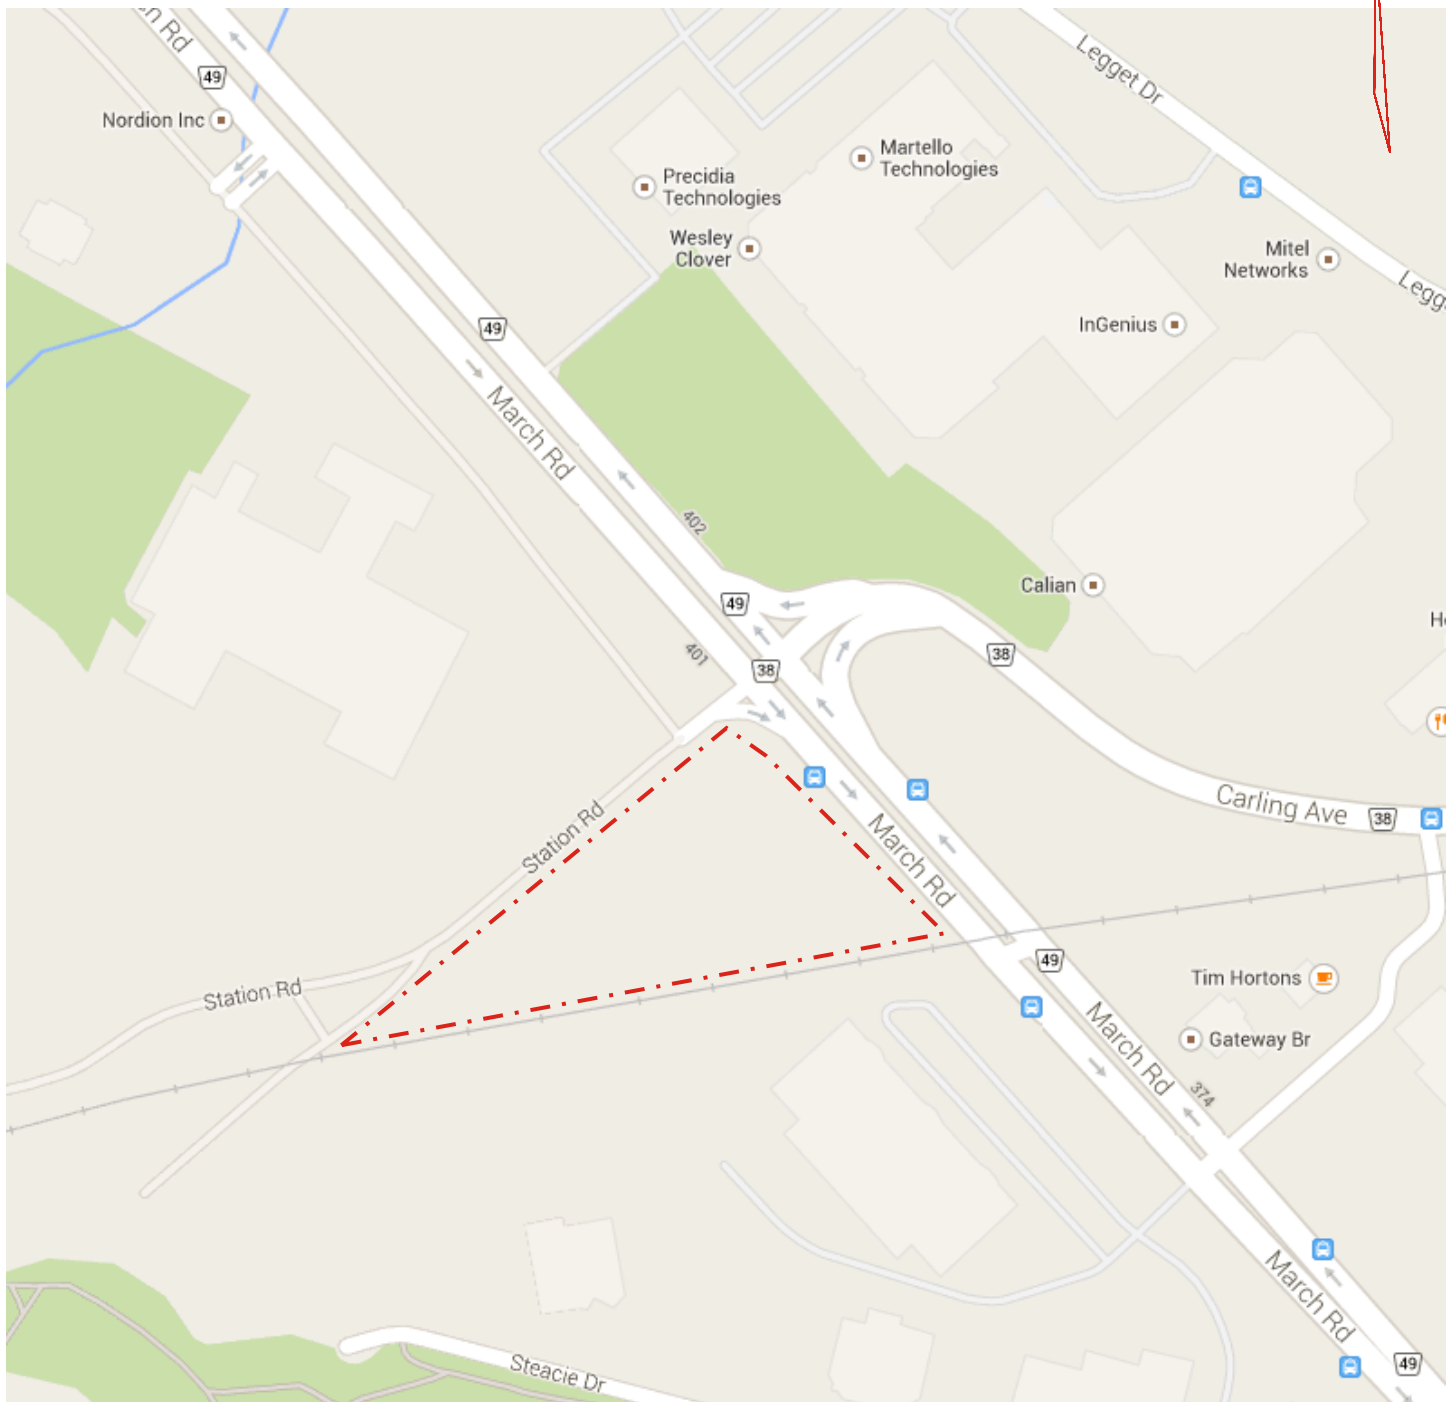 49
Nordion Inc
Legget Dr
Martello
Technologies
Precidia
Technologies
Wesley
Clover
Mitel
Networks
InGenius
49
March Rd
402
Calian
49
401
38
38
Station Rd
Carling Ave
38
March Rd
Station Rd
49
Tim Hortons
March Rd
Gateway Br
374
March Rd
49
Steacie Dr